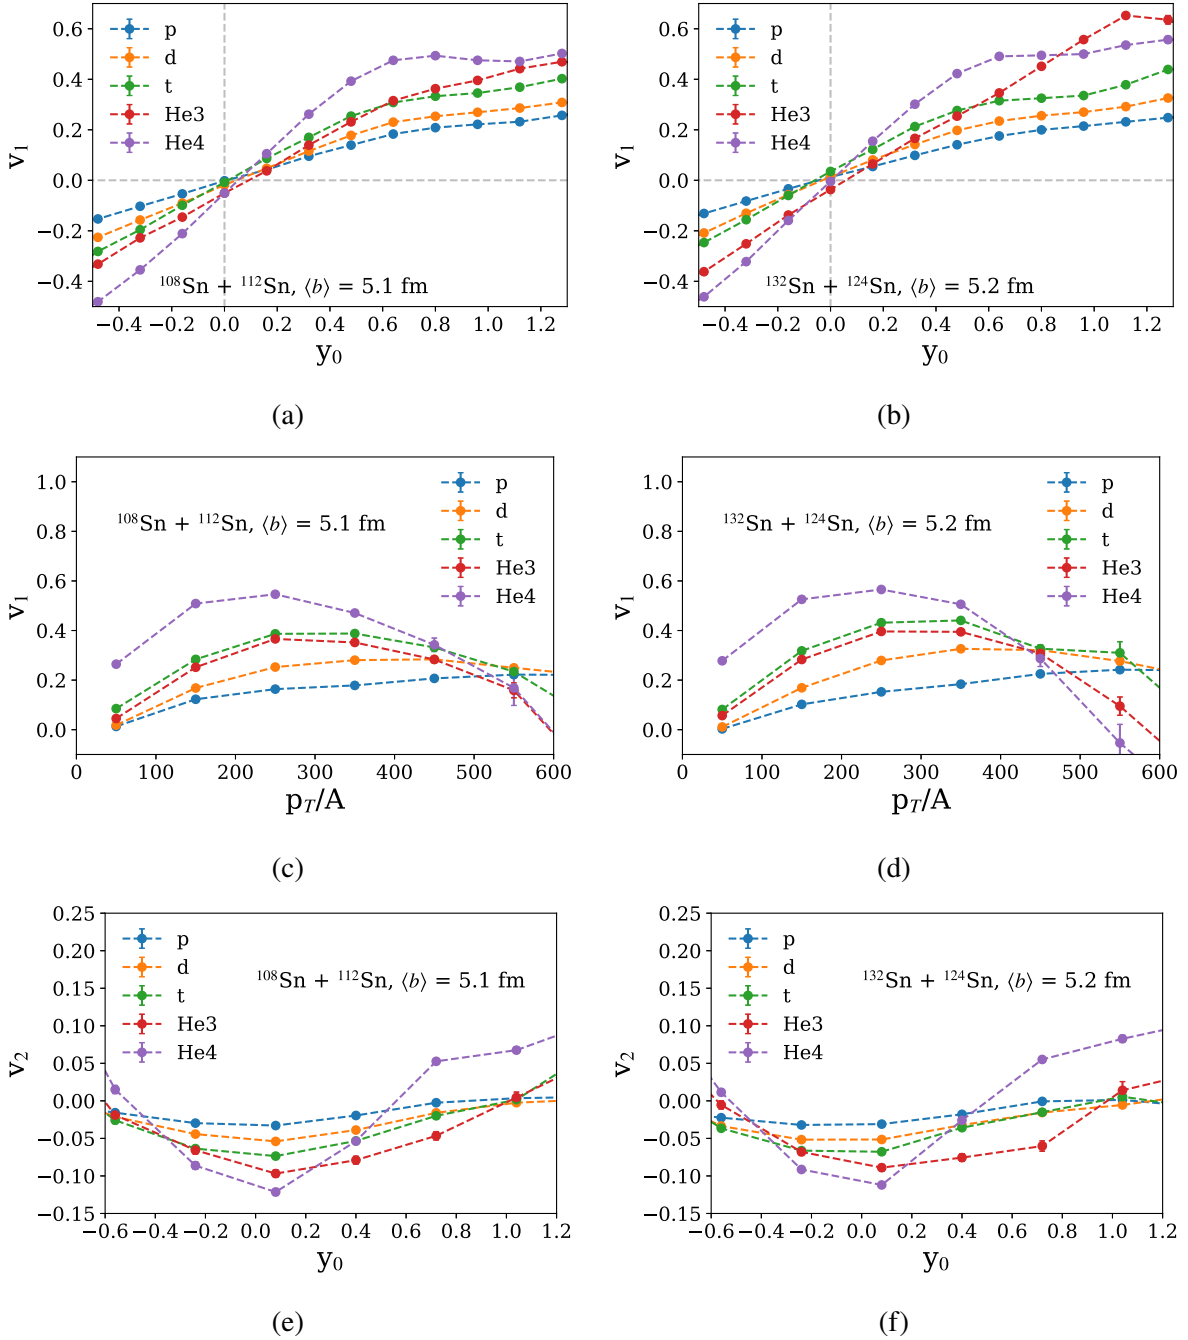 0.6
0.4
0.2
0.0
−0.2
−0.4
v₁
p
d
t
He3
He4
¹⁰⁸Sn + ¹¹²Sn, ⟨b⟩ = 5.1 fm
−0.4 −0.2 0.0 0.2 0.4 0.6 0.8 1.0 1.2
y₀
(a)
0.6
0.4
0.2
0.0
−0.2
−0.4
v₁
p
d
t
He3
He4
¹³²Sn + ¹²⁴Sn, ⟨b⟩ = 5.2 fm
−0.4 −0.2 0.0 0.2 0.4 0.6 0.8 1.0 1.2
y₀
(b)
1.0
0.8
0.6
0.4
0.2
0.0
v₁
¹⁰⁸Sn + ¹¹²Sn, ⟨b⟩ = 5.1 fm
p
d
t
He3
He4
0 100 200 300 400 500 600
p_T/A
(c)
1.0
0.8
0.6
0.4
0.2
0.0
v₁
¹³²Sn + ¹²⁴Sn, ⟨b⟩ = 5.2 fm
p
d
t
He3
He4
0 100 200 300 400 500 600
p_T/A
(d)
0.25
0.20
0.15
0.10
0.05
0.00
−0.05
−0.10
−0.15
v₂
p
d
t
He3
He4
¹⁰⁸Sn + ¹¹²Sn, ⟨b⟩ = 5.1 fm
−0.6 −0.4 −0.2 0.0 0.2 0.4 0.6 0.8 1.0 1.2
y₀
(e)
0.25
0.20
0.15
0.10
0.05
0.00
−0.05
−0.10
−0.15
v₂
p
d
t
He3
He4
¹³²Sn + ¹²⁴Sn, ⟨b⟩ = 5.2 fm
−0.6 −0.4 −0.2 0.0 0.2 0.4 0.6 0.8 1.0 1.2
y₀
(f)